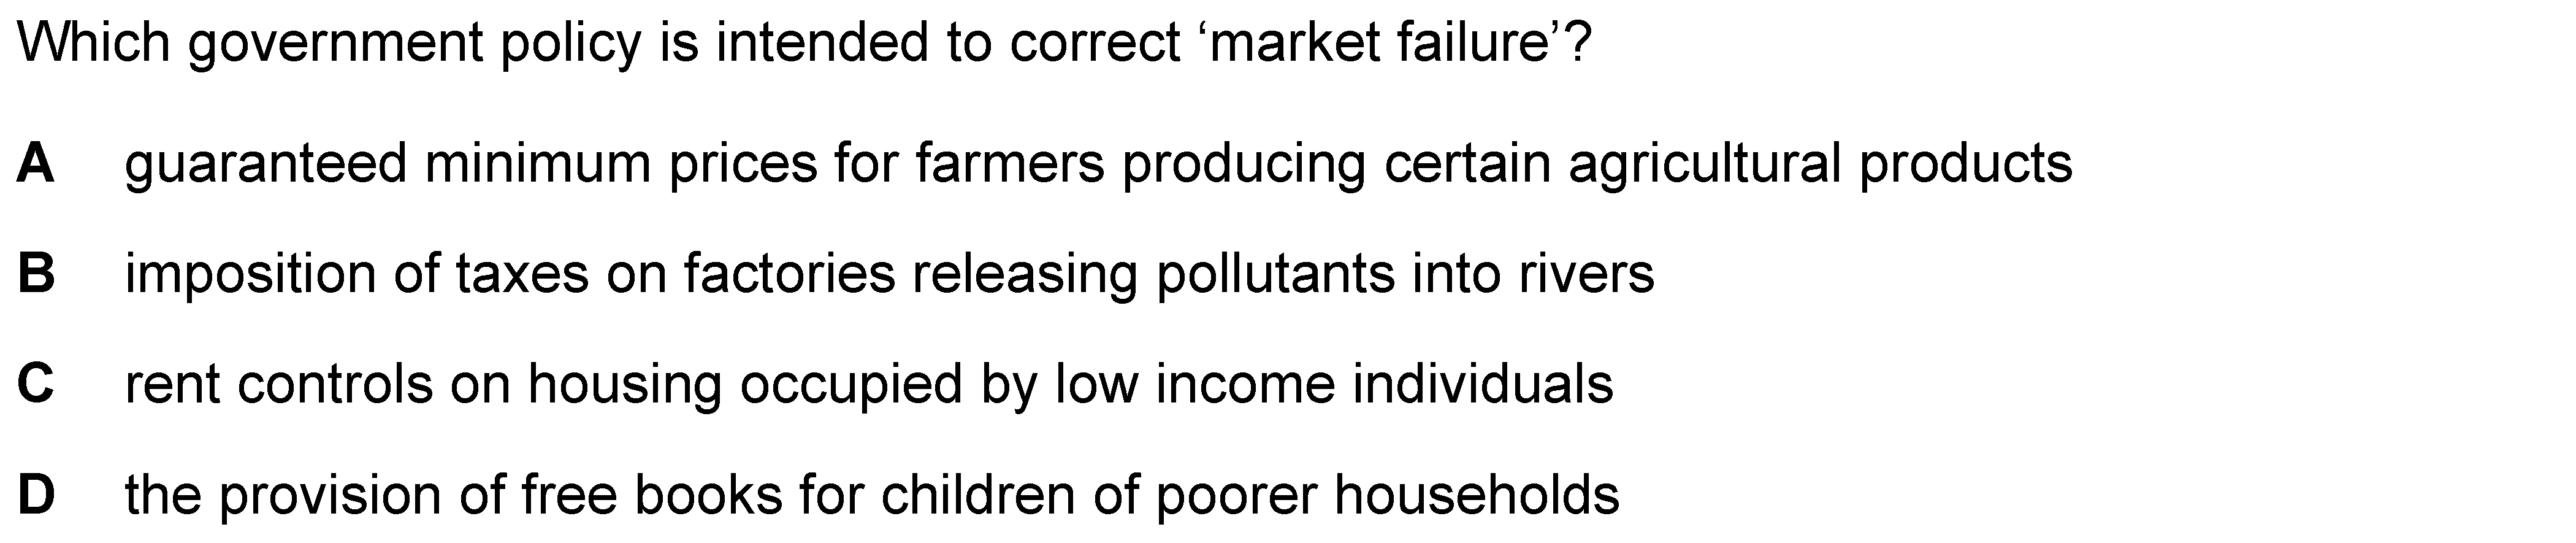 Which government policy is intended to correct ‘market failure’?
A guaranteed minimum prices for farmers producing certain agricultural products
B imposition of taxes on factories releasing pollutants into rivers
C rent controls on housing occupied by low income individuals
D the provision of free books for children of poorer households